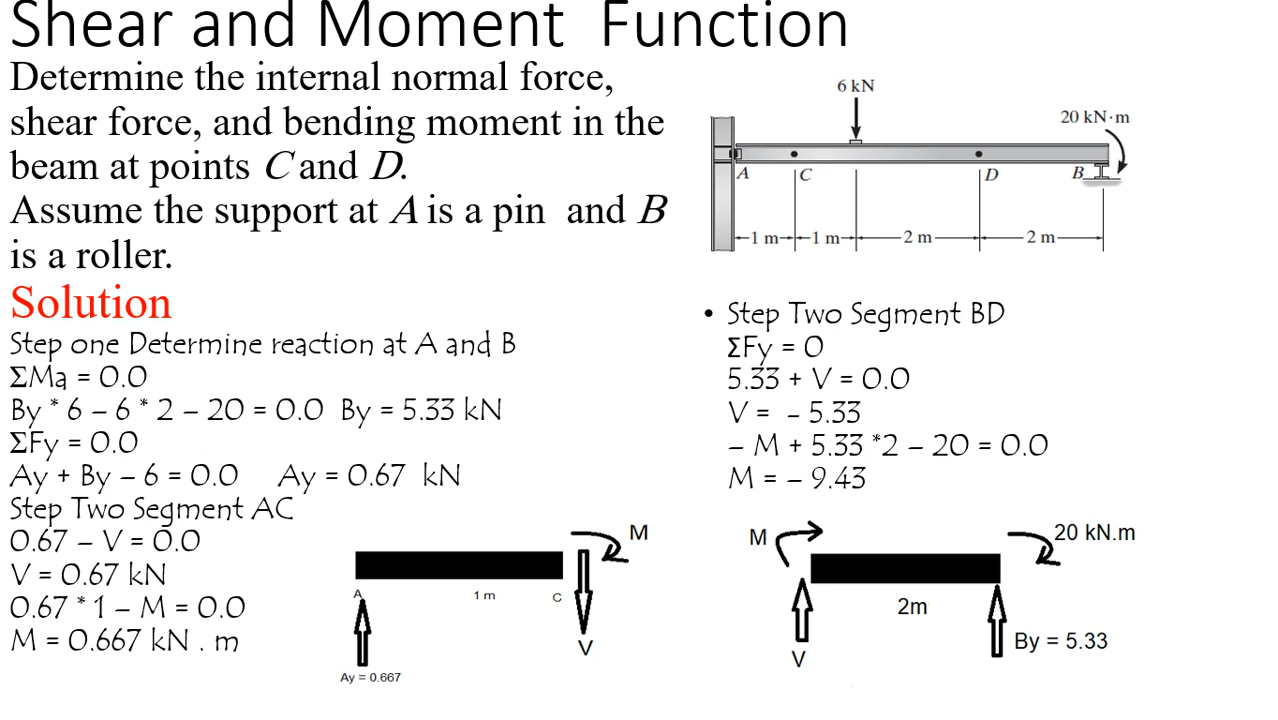 Shear and Moment Function
Determine the internal normal force,
shear force, and bending moment in the
beam at points C and D.
Assume the support at A is a pin and B
is a roller.
Solution
Step one Determine reaction at A and B
ΣMa = 0.0
By * 6 – 6 * 2 – 20 = 0.0 By = 5.33 kN
ΣFy = 0.0
Ay + By – 6 = 0.0 Ay = 0.67 kN
Step Two Segment AC
0.67 – V = 0.0
V = 0.67 kN
0.67 * 1 – M = 0.0
M = 0.667 kN . m
A
1 m
C
M
V
Ay = 0.667
6 kN
20 kN·m
A
C
D
B
1 m
1 m
2 m
2 m
• Step Two Segment BD
ΣFy = 0
5.33 + V = 0.0
V = - 5.33
– M + 5.33 *2 – 20 = 0.0
M = – 9.43
M
20 kN.m
2m
V
By = 5.33